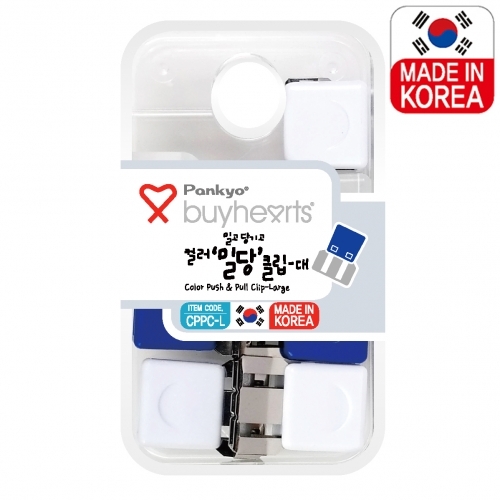 MADE IN
KOREA
Pankyo®
buyhearts®
밀고 당기고
컬러 '밀당' 클립-대
Color Push & Pull Clip-Large
ITEM CODE.
CPPC-L
MADE IN
KOREA